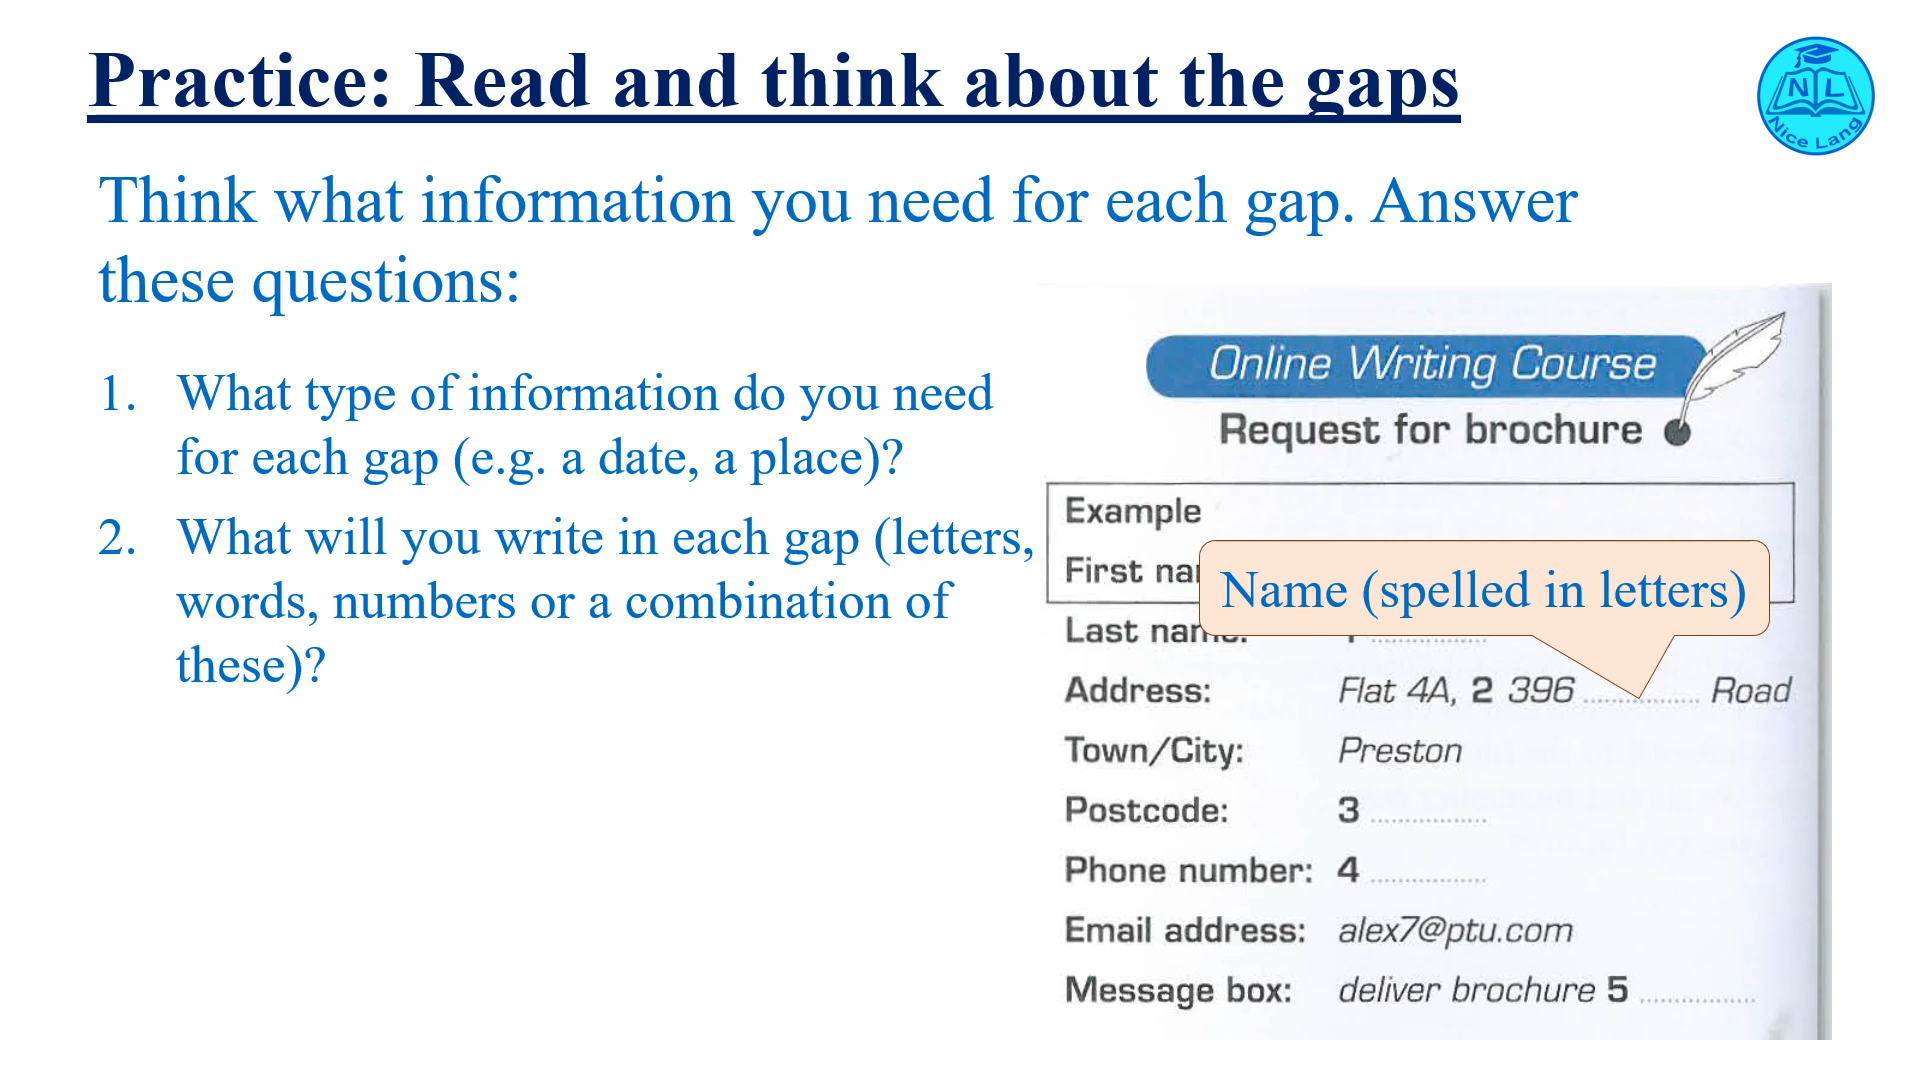 Practice: Read and think about the gaps
N L
Nice Lang
Think what information you need for each gap. Answer
these questions:
1. What type of information do you need
for each gap (e.g. a date, a place)?
2. What will you write in each gap (letters,
words, numbers or a combination of
these)?
Online Writing Course
Request for brochure
Example
First
Name (spelled in letters)
Last
Address: Flat 4A, 2 396 ................ Road
Town/City: Preston
Postcode: 3 ................
Phone number: 4 ................
Email address: alex7@ptu.com
Message box: deliver brochure 5 ................